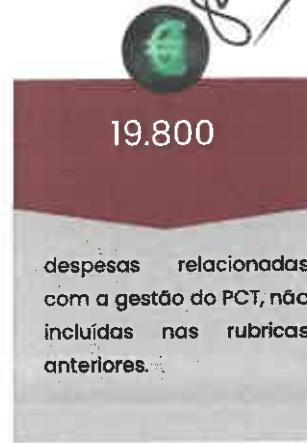 19.800
despesas relacionadas
com a gestão do PCT, não
incluídas nas rubricas
anteriores.